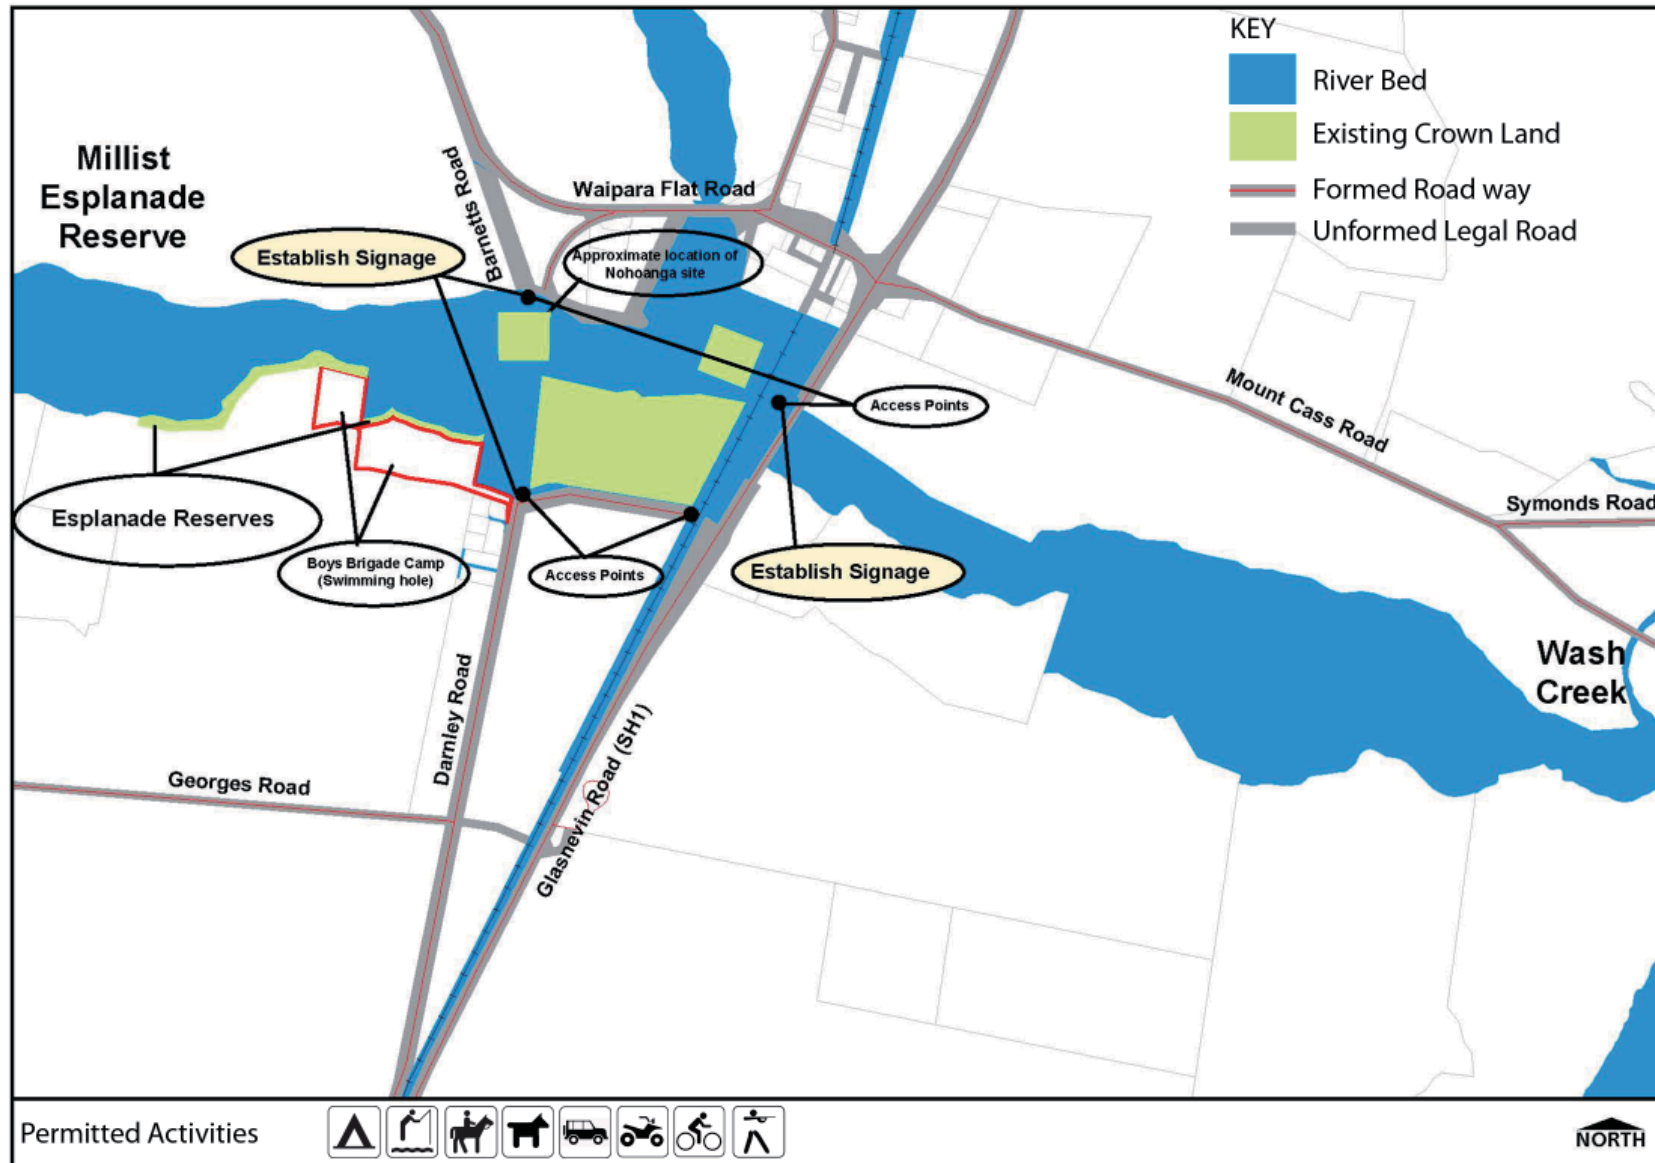 KEY
River Bed
Existing Crown Land
Formed Road way
Unformed Legal Road
Millist
Esplanade
Reserve
Barnetts Road
Waipara Flat Road
Establish Signage
Approximate location of
Nohoanga site
Access Points
Mount Cass Road
Symonds Road
Esplanade Reserves
Boys Brigade Camp
(Swimming hole)
Access Points
Establish Signage
Wash
Creek
Darnley Road
Glasnevin Road (SH1)
Georges Road
Permitted Activities
NORTH